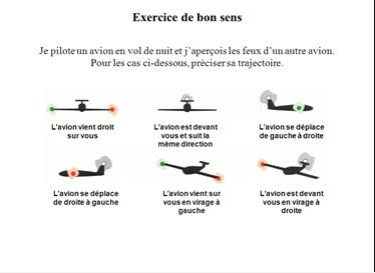 Exercice de bon sens
Je pilote un avion en vol de nuit et j'aperçois les feux d'un autre avion.
Pour les cas ci-dessous, préciser sa trajectoire.
L'avion vient droit
sur vous
L'avion est devant
vous et suit la
même direction
L'avion se déplace
de gauche à droite
L'avion se déplace
de droite à gauche
L'avion vient sur
vous en virage à
gauche
L'avion est devant
vous en virage à
droite